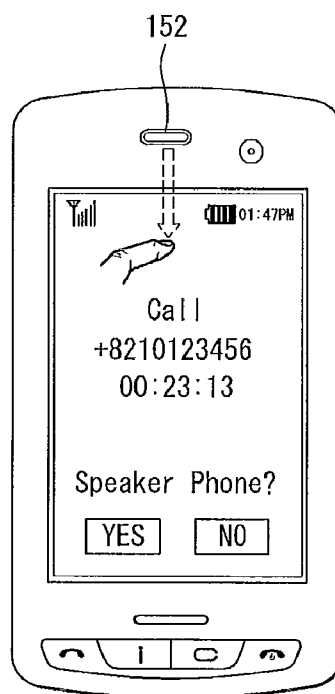 152
01:47PM
Call
+8210123456
00:23:13
Speaker Phone?
YES NO
i